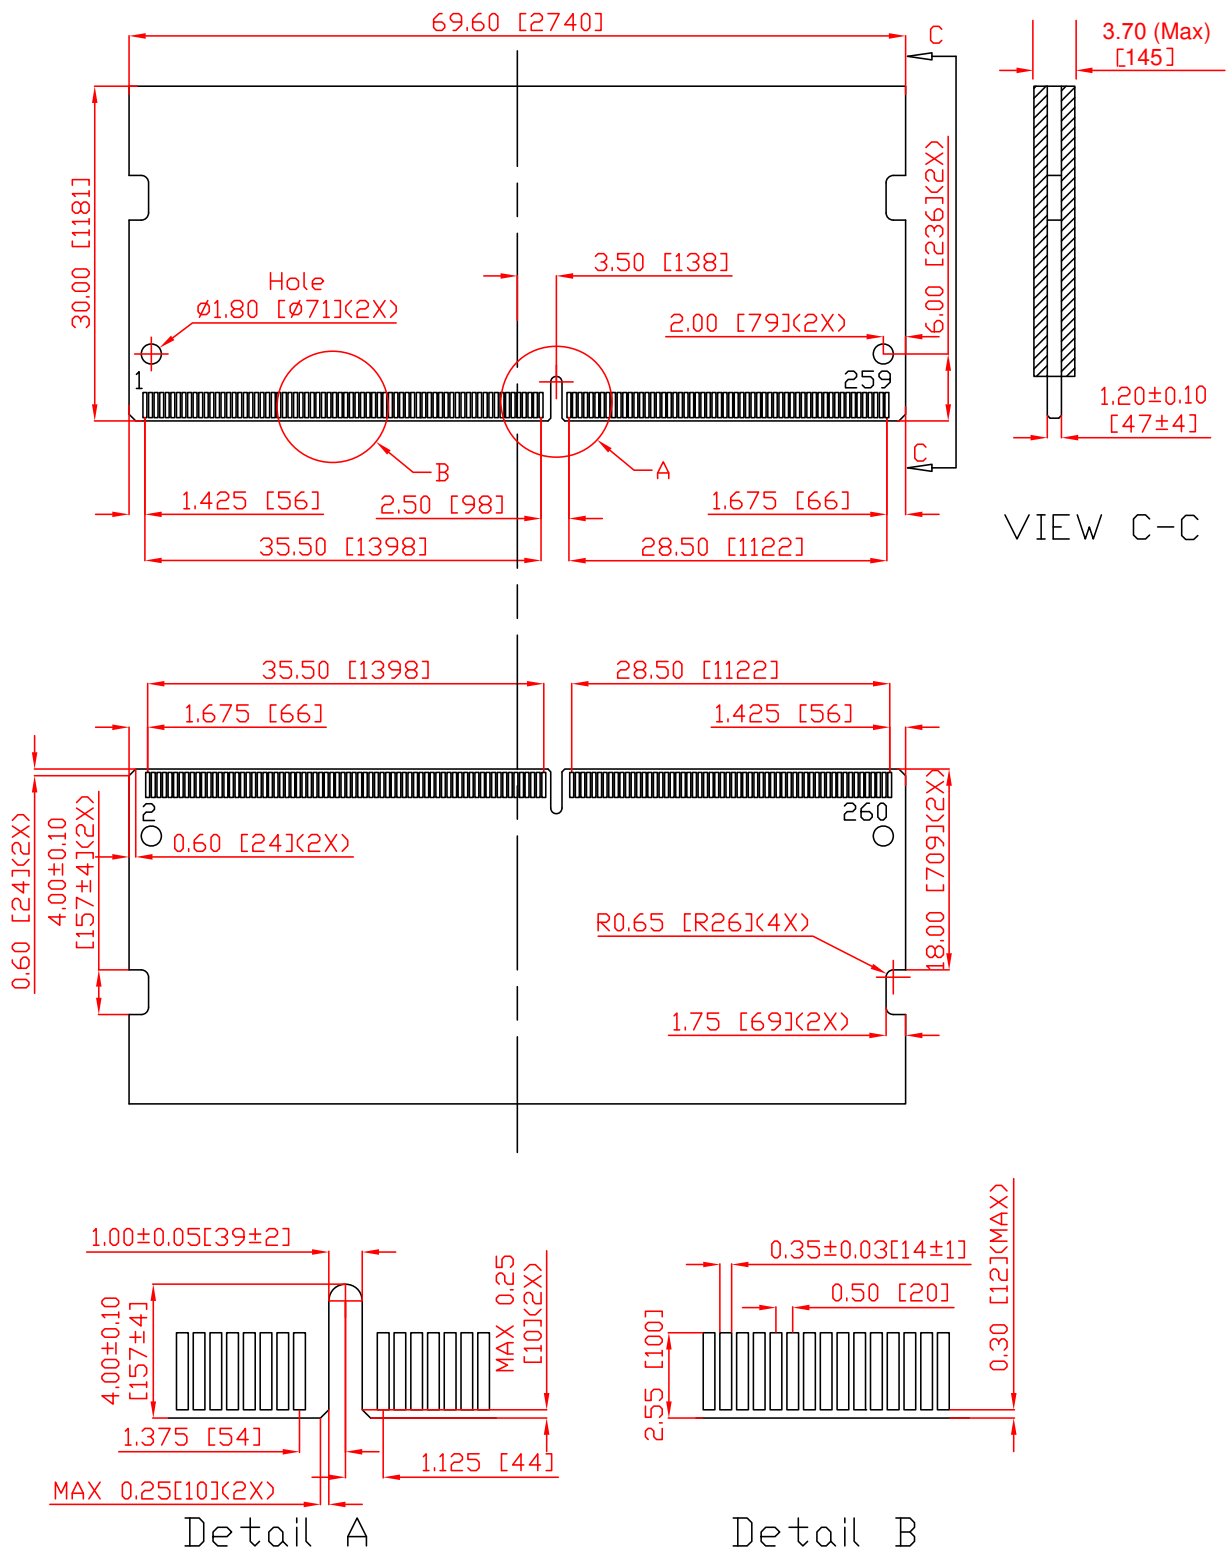 69.60 [2740]
C
3.70 (Max)
[145]
30.00 [1181]
6.00 [236](2X)
3.50 [138]
Hole
ø1.80 [ø71](2X)
2.00 [79](2X)
1
259
1.20±0.10
[47±4]
B
A
C
1.425 [56]
2.50 [98]
1.675 [66]
VIEW C-C
35.50 [1398]
28.50 [1122]
35.50 [1398]
28.50 [1122]
1.675 [66]
1.425 [56]
2
260
0.60 [24](2X)
4.00±0.10
[157±4](2X)
0.60 [24](2X)
18.00 [709](2X)
R0.65 [R26](4X)
1.75 [69](2X)
1.00±0.05[39±2]
4.00±0.10
[157±4]
MAX 0.25
[10](2X)
1.375 [54]
1.125 [44]
MAX 0.25[10](2X)
Detail A
0.35±0.03[14±1]
0.50 [20]
2.55 [100]
0.30 [12](MAX)
Detail B